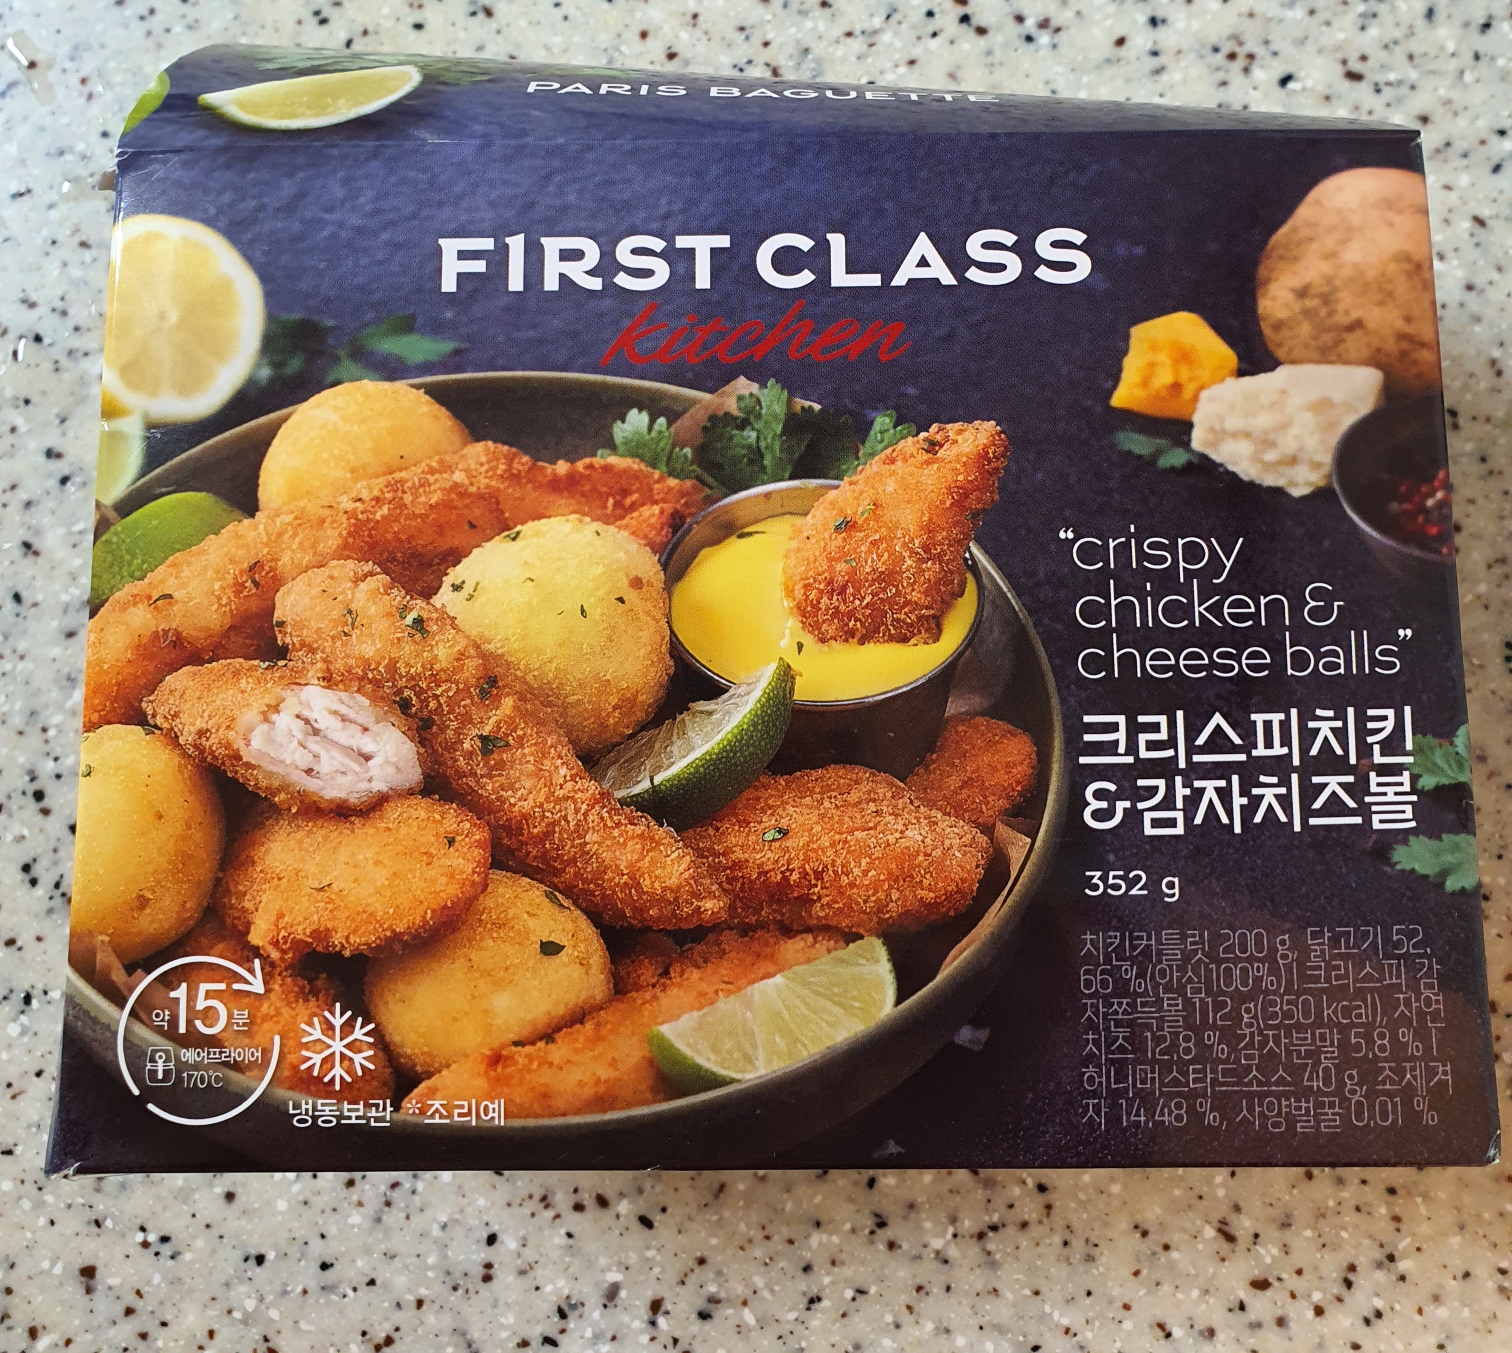 PARIS BAGUETTE
FIRST CLASS
kitchen
“crispy
chicken &
cheese balls”
크리스피치킨
&감자치즈볼
352 g
치킨커틀릿 200 g, 닭고기 52.
66 %(안심100%) | 크리스피 감
자쫀득볼 112 g(350 kcal), 자연
치즈 12.8 %, 감자분말 5.8 % |
허니머스타드소스 40 g, 조제겨
자 14.48 %, 사양벌꿀 0.01 %
약15분
에어프라이어
170℃
냉동보관 *조리예